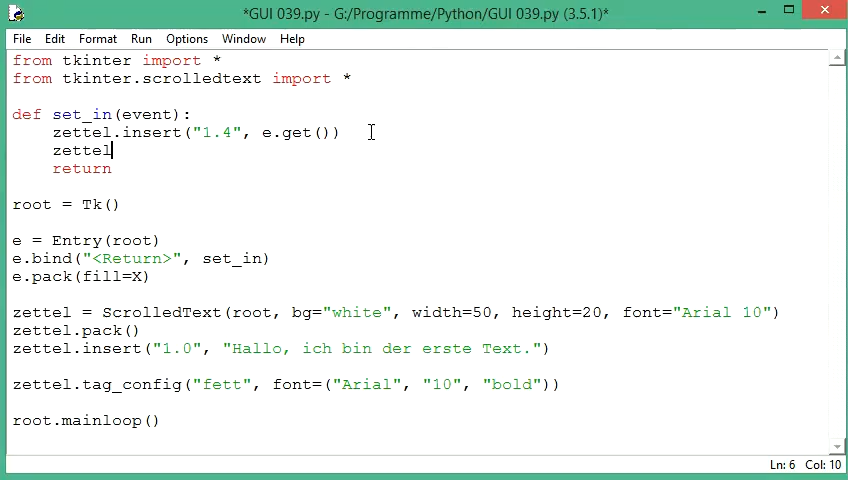 *GUI 039.py - G:/Programme/Python/GUI 039.py (3.5.1)*
File Edit Format Run Options Window Help
from tkinter import *
from tkinter.scrolledtext import *
def set_in(event):
    zettel.insert("1.4", e.get())
    zettel
    return
root = Tk()
e = Entry(root)
e.bind("<Return>", set_in)
e.pack(fill=X)
zettel = ScrolledText(root, bg="white", width=50, height=20, font="Arial 10")
zettel.pack()
zettel.insert("1.0", "Hallo, ich bin der erste Text.")
zettel.tag_config("fett", font=("Arial", "10", "bold"))
root.mainloop()
Ln: 6 Col: 10